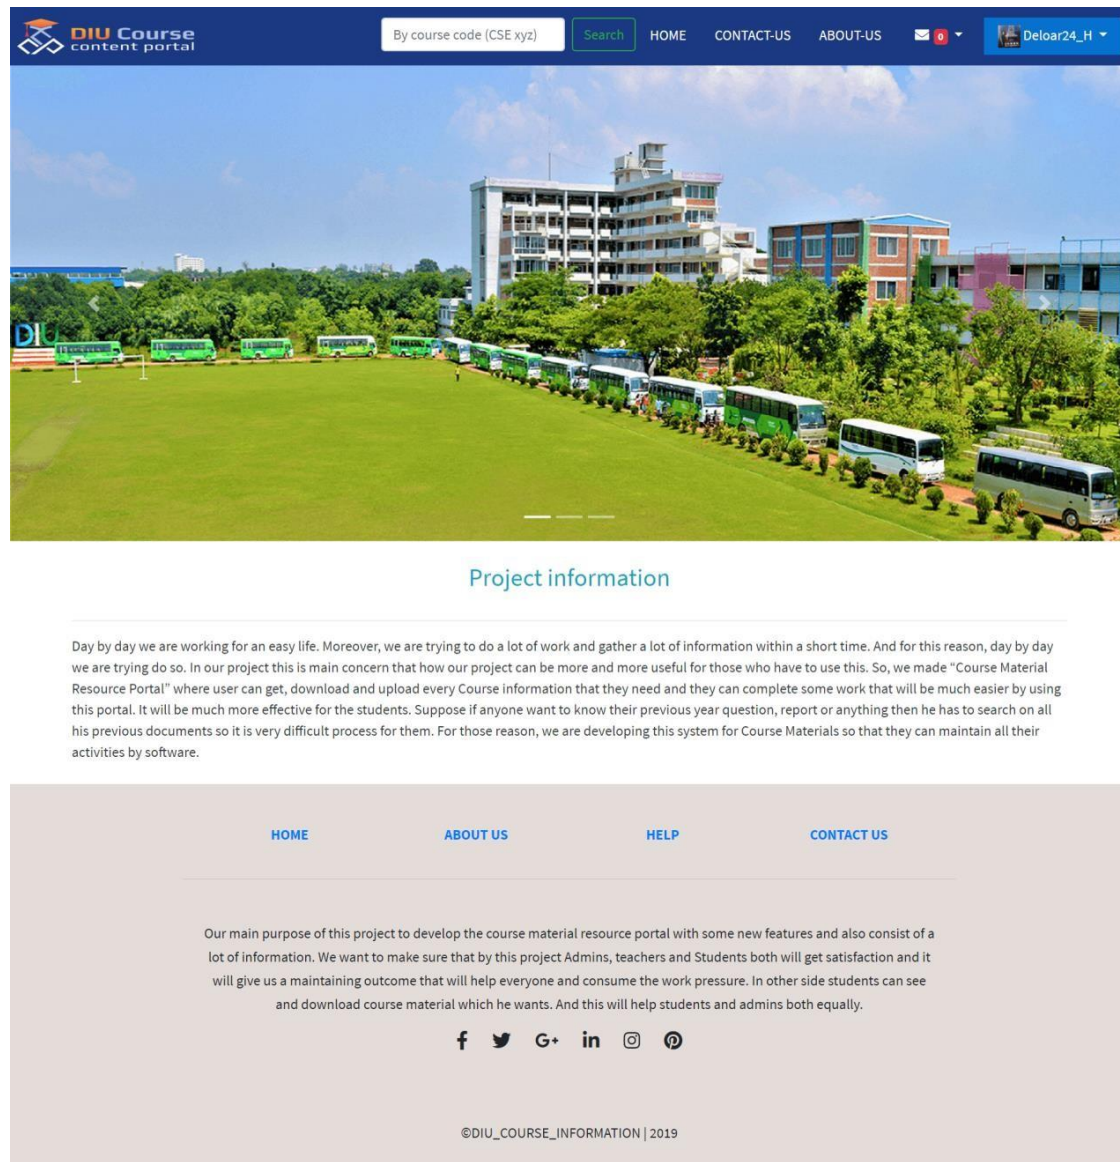 DIU Course
content portal
By course code (CSE xyz)
Search
HOME
CONTACT-US
ABOUT-US
0
Deloar24_H
DIU
Project information
Day by day we are working for an easy life. Moreover, we are trying to do a lot of work and gather a lot of information within a short time. And for this reason, day by day
we are trying do so. In our project this is main concern that how our project can be more and more useful for those who have to use this. So, we made “Course Material
Resource Portal” where user can get, download and upload every Course information that they need and they can complete some work that will be much easier by using
this portal. It will be much more effective for the students. Suppose if anyone want to know their previous year question, report or anything then he has to search on all
his previous documents so it is very difficult process for them. For those reason, we are developing this system for Course Materials so that they can maintain all their
activities by software.
HOME
ABOUT US
HELP
CONTACT US
Our main purpose of this project to develop the course material resource portal with some new features and also consist of a
lot of information. We want to make sure that by this project Admins, teachers and Students both will get satisfaction and it
will give us a maintaining outcome that will help everyone and consume the work pressure. In other side students can see
and download course material which he wants. And this will help students and admins both equally.
©DIU_COURSE_INFORMATION | 2019